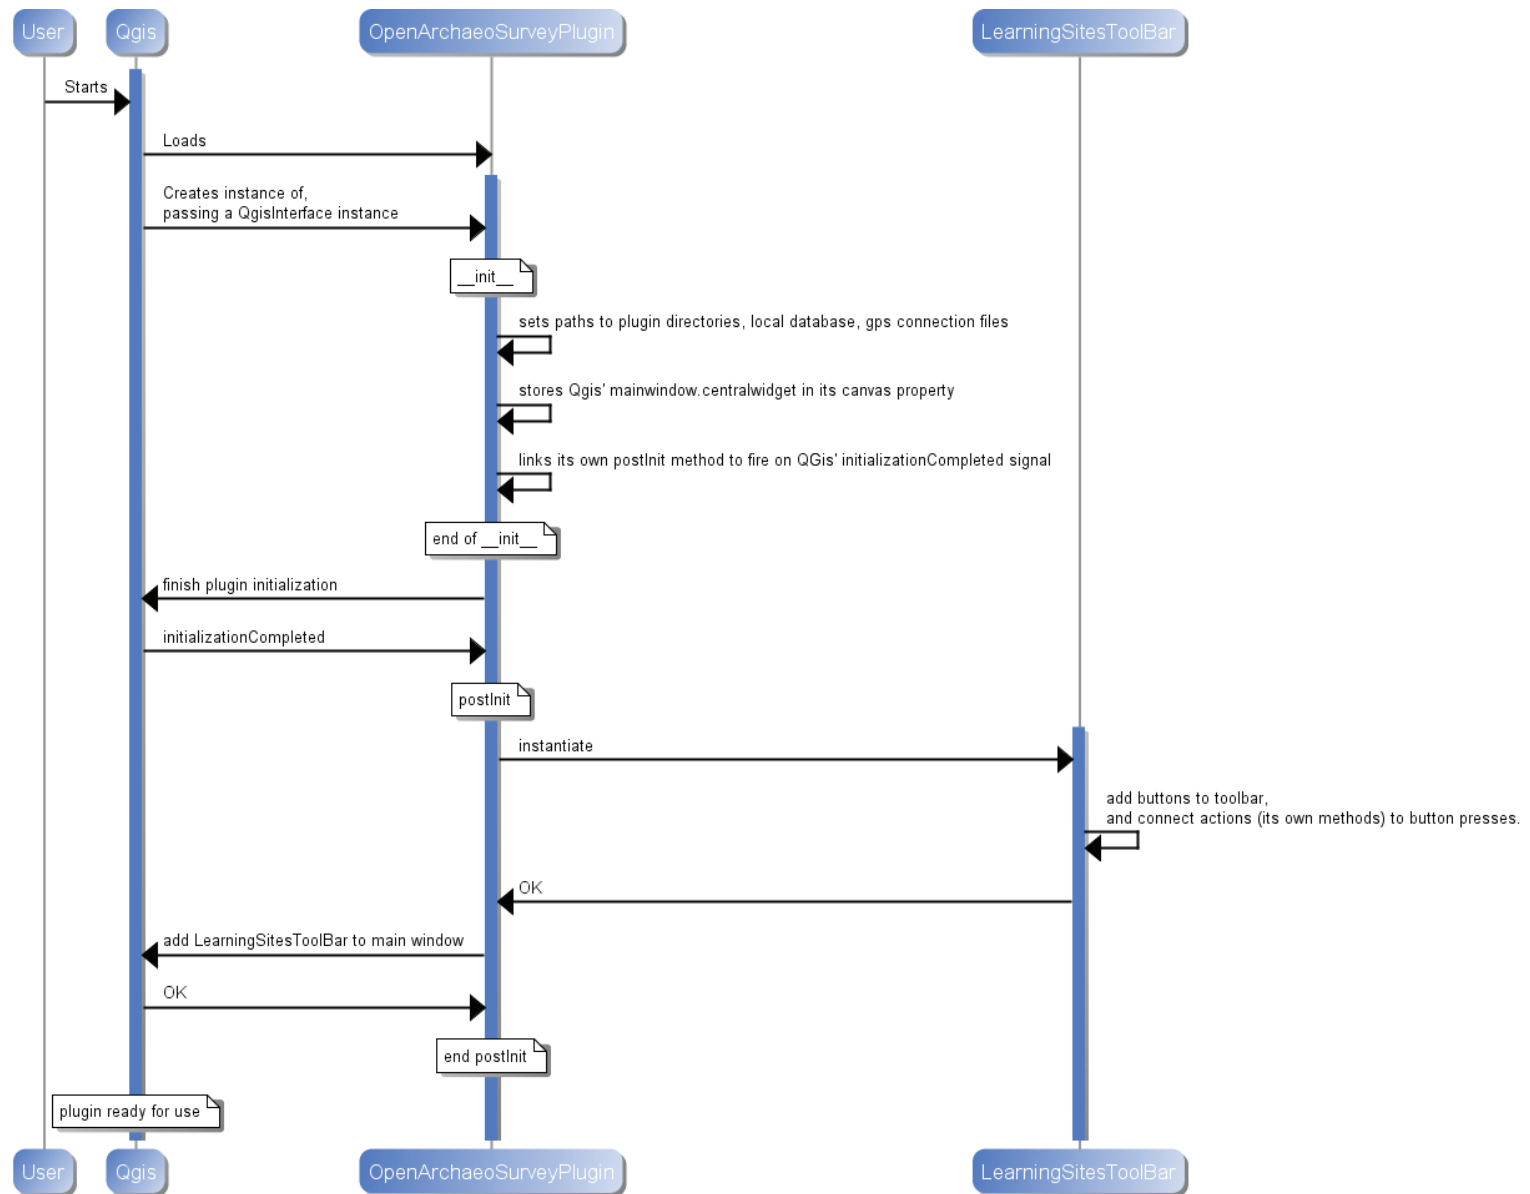 User
Qgis
OpenArchaeoSurveyPlugin
LearningSitesToolBar
Starts
Loads
Creates instance of,
passing a QgisInterface instance
__init__
sets paths to plugin directories, local database, gps connection files
stores Qgis' mainwindow.centralwidget in its canvas property
links its own postInit method to fire on QGis' initializationCompleted signal
end of __init__
finish plugin initialization
initializationCompleted
postInit
instantiate
add buttons to toolbar,
and connect actions (its own methods) to button presses.
OK
add LearningSitesToolBar to main window
OK
end postInit
plugin ready for use
User
Qgis
OpenArchaeoSurveyPlugin
LearningSitesToolBar